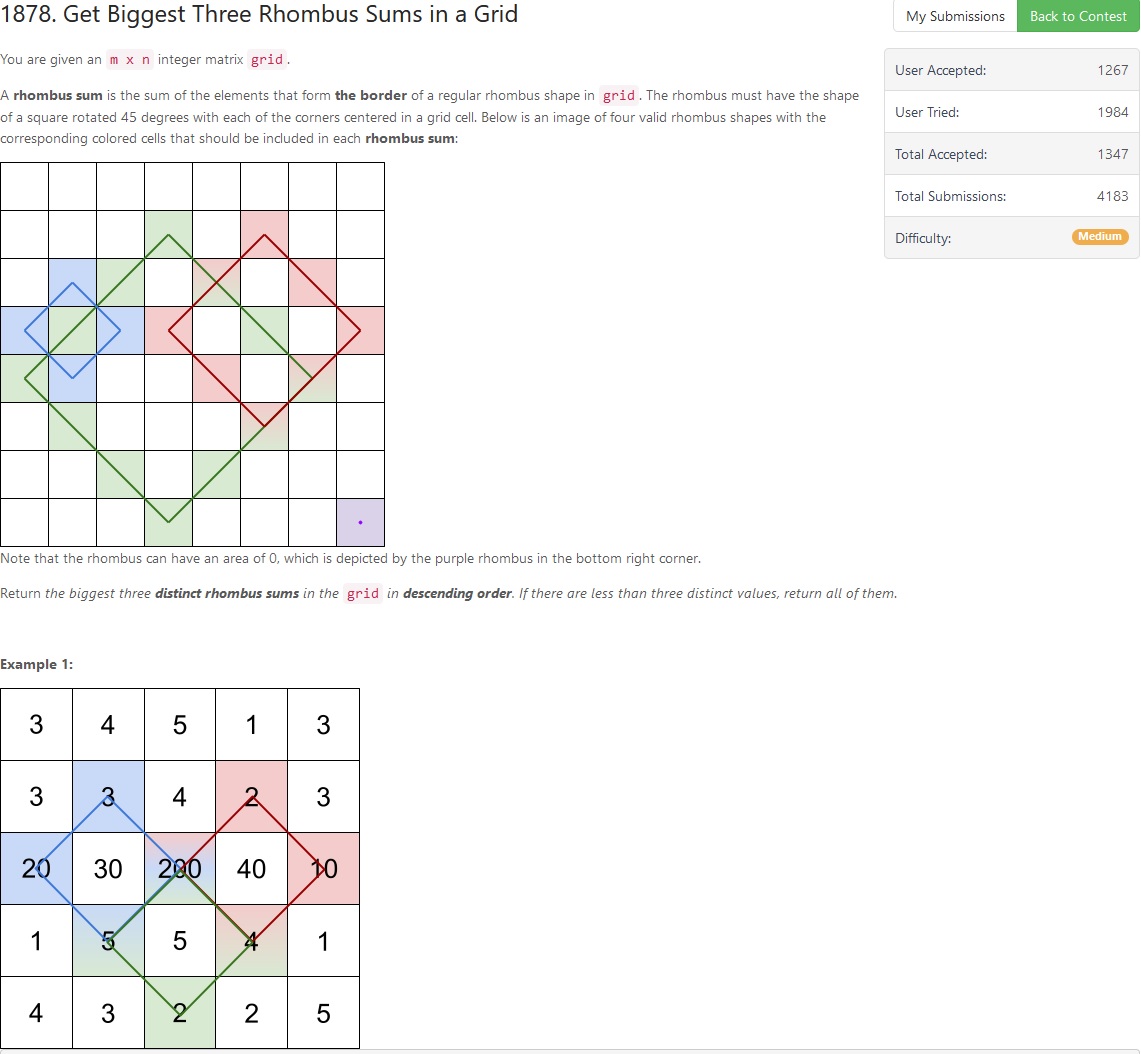 1878. Get Biggest Three Rhombus Sums in a Grid
My Submissions
Back to Contest
You are given an m x n integer matrix grid.
A rhombus sum is the sum of the elements that form the border of a regular rhombus shape in grid. The rhombus must have the shape
of a square rotated 45 degrees with each of the corners centered in a grid cell. Below is an image of four valid rhombus shapes with the
corresponding colored cells that should be included in each rhombus sum:
User Accepted: 1267
User Tried: 1984
Total Accepted: 1347
Total Submissions: 4183
Difficulty: Medium
Note that the rhombus can have an area of 0, which is depicted by the purple rhombus in the bottom right corner.
Return the biggest three distinct rhombus sums in the grid in descending order. If there are less than three distinct values, return all of them.
Example 1:
3 4 5 1 3
3 3 4 2 3
20 30 200 40 10
1 5 5 4 1
4 3 2 2 5